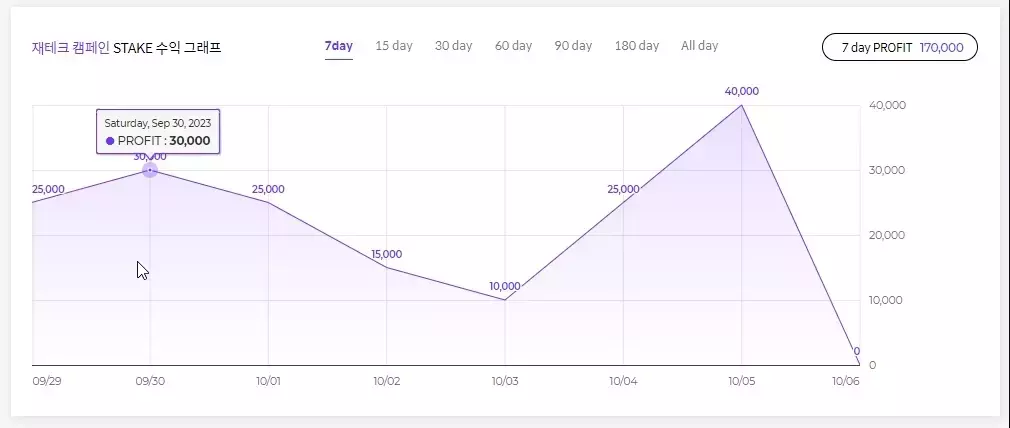 재테크 캠페인 STAKE 수익 그래프
7day 15 day 30 day 60 day 90 day 180 day All day
7 day PROFIT 170,000
Saturday, Sep 30, 2023
PROFIT : 30,000
25,000
30,000
25,000
15,000
10,000
25,000
40,000
0
40,000
30,000
20,000
10,000
0
09/29 09/30 10/01 10/02 10/03 10/04 10/05 10/06